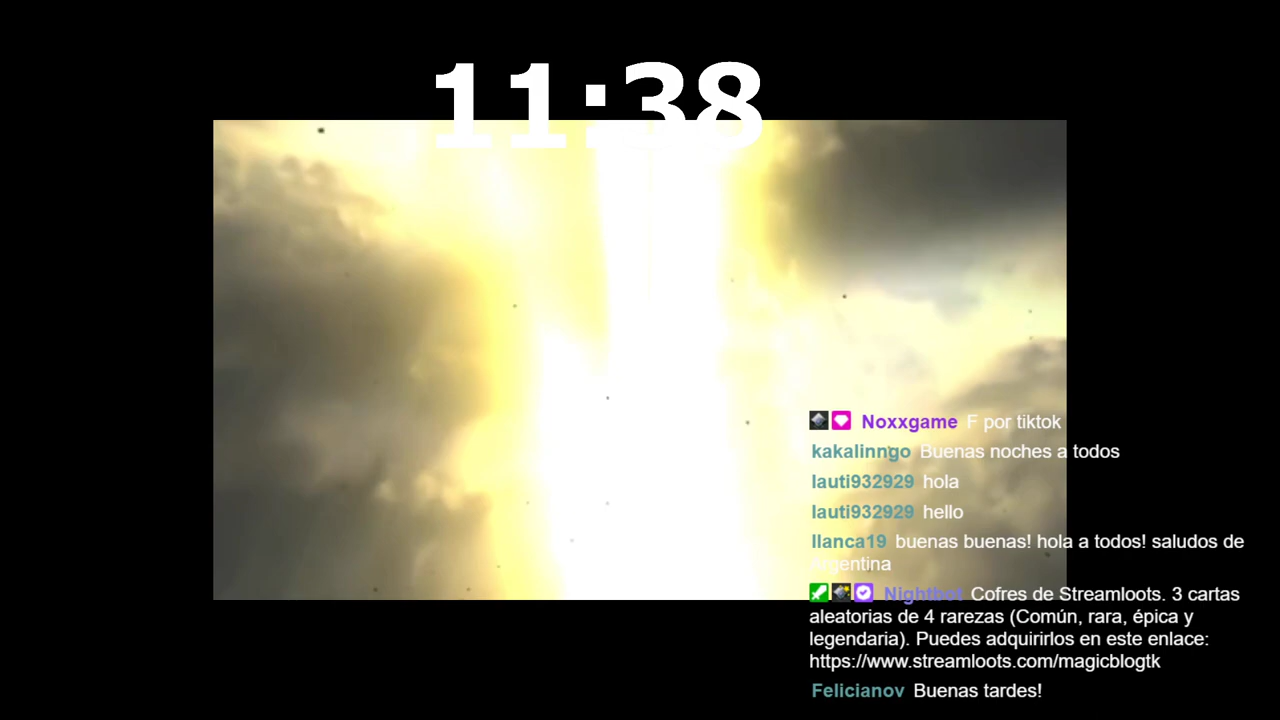 11:38
Noxxgame F por tiktok
kakalinngo Buenas noches a todos
lauti932929 hola
lauti932929 hello
llanca19 buenas buenas! hola a todos! saludos de
Argentina
Nightbot Cofres de Streamloots. 3 cartas
aleatorias de 4 rarezas (Común, rara, épica y
legendaria). Puedes adquirirlos en este enlace:
https://www.streamloots.com/magicblogtk
Felicianov Buenas tardes!